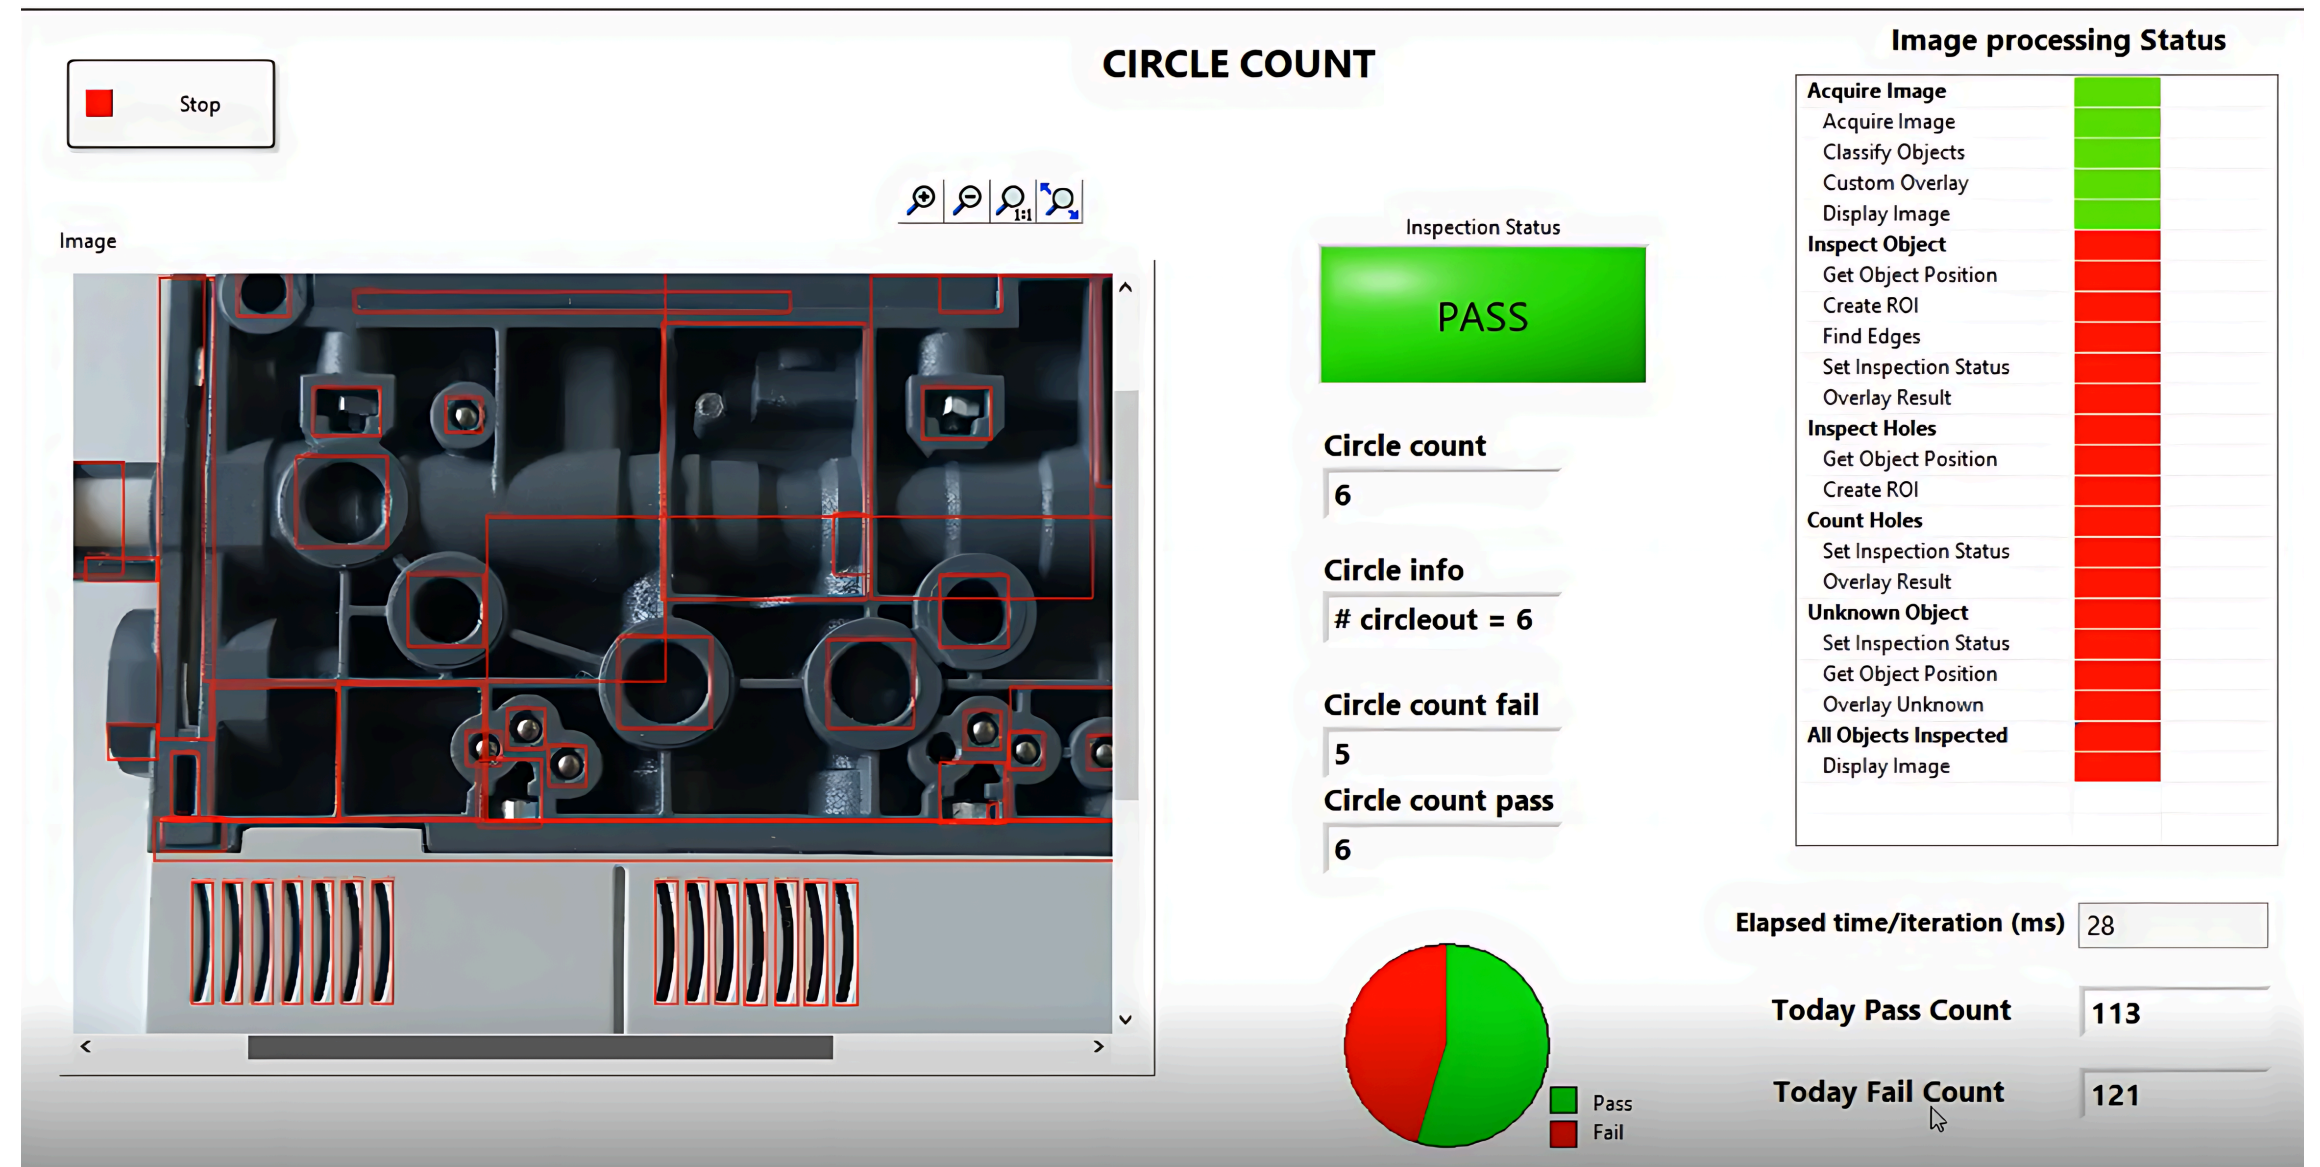 CIRCLE COUNT
Stop
1:1
Image
Inspection Status
PASS
Circle count
6
Circle info
# circleout = 6
Circle count fail
5
Circle count pass
6
Pass
Fail
Image processing Status
Acquire Image
Acquire Image
Classify Objects
Custom Overlay
Display Image
Inspect Object
Get Object Position
Create ROI
Find Edges
Set Inspection Status
Overlay Result
Inspect Holes
Get Object Position
Create ROI
Count Holes
Set Inspection Status
Overlay Result
Unknown Object
Set Inspection Status
Get Object Position
Overlay Unknown
All Objects Inspected
Display Image
Elapsed time/iteration (ms) 28
Today Pass Count 113
Today Fail Count 121